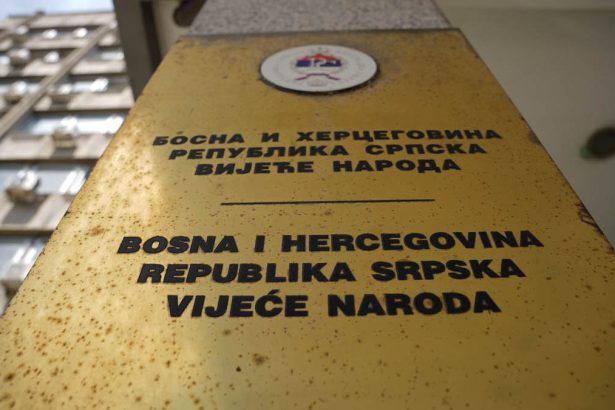 БОСНА И ХЕРЦЕГОВИНА
РЕПУБЛИКА СРПСКА
ВИЈЕЋЕ НАРОДА
BOSNA I HERCEGOVINA
REPUBLIKA SRPSKA
VIJEĆE NARODA